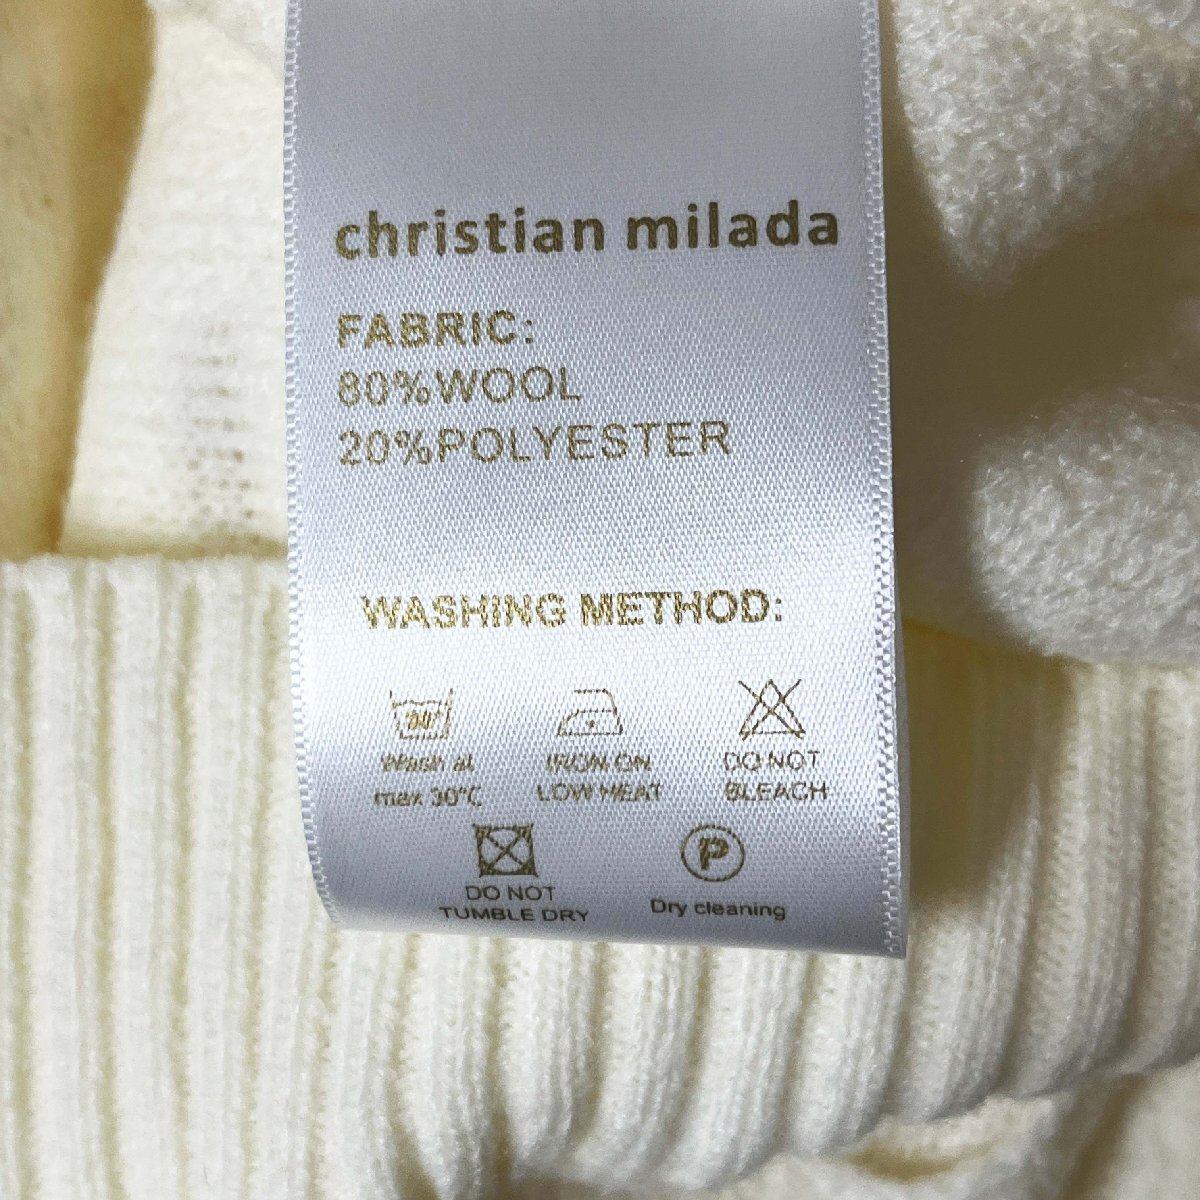 christian milada
FABRIC:
80%WOOL
20%POLYESTER
WASHING METHOD:
30°
Wash at
max 30°C
IRON ON
LOW HEAT
DO NOT
BLEACH
P
DO NOT
TUMBLE DRY
Dry cleaning